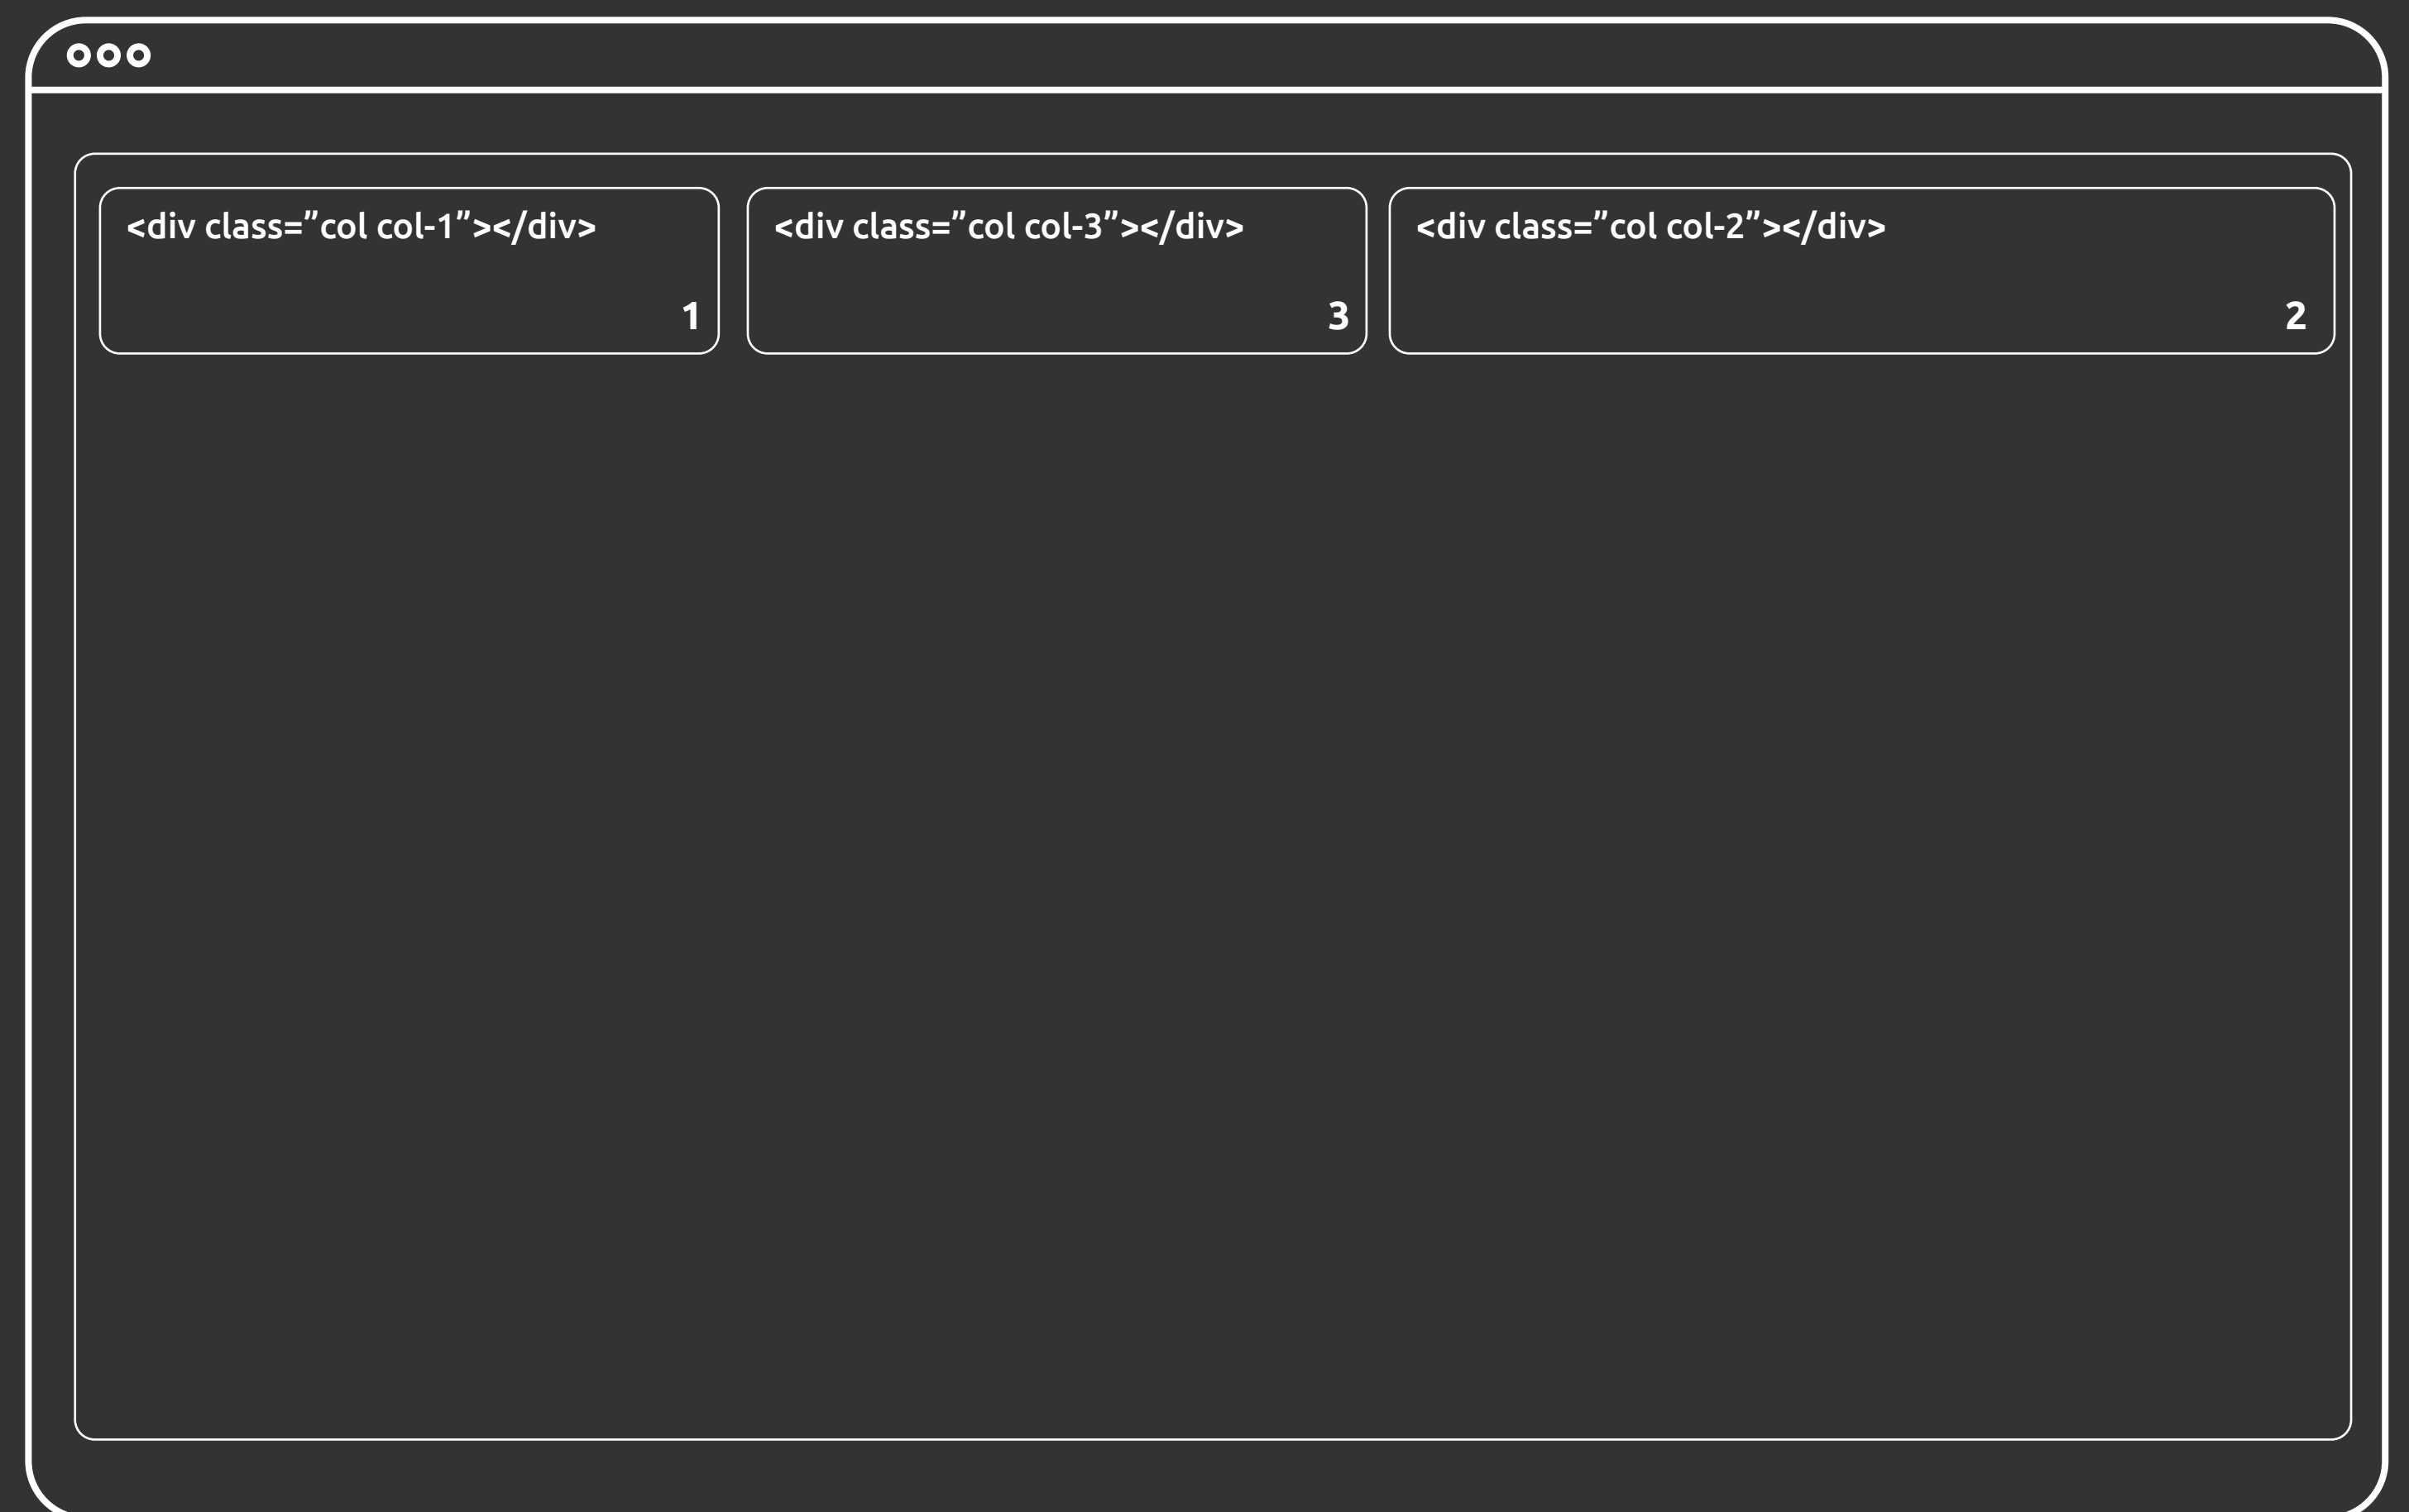 <div class=”col col-1”></div>
1
<div class=”col col-3”></div>
3
<div class=”col col-2”></div>
2